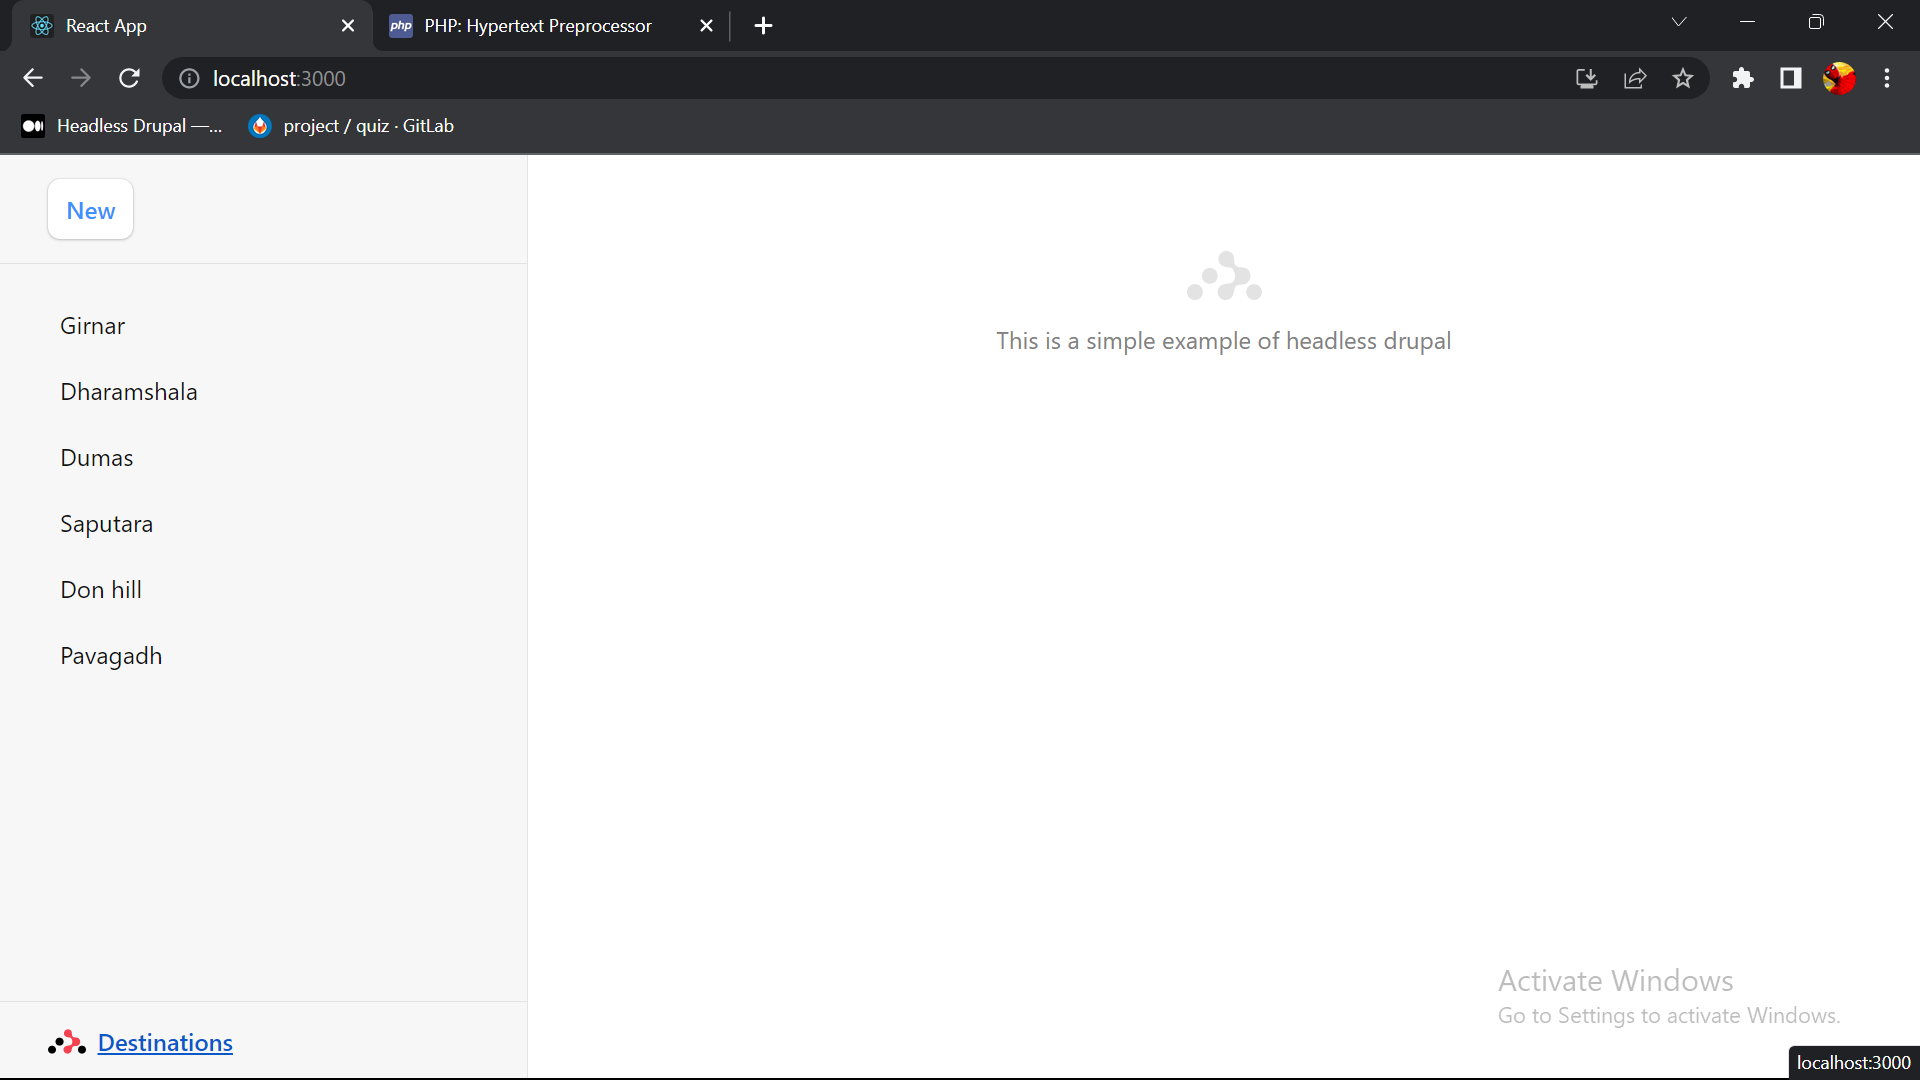 React App
php PHP: Hypertext Preprocessor
localhost:3000
Headless Drupal —...
project / quiz · GitLab
New
Girnar
Dharamshala
Dumas
Saputara
Don hill
Pavagadh
Destinations
This is a simple example of headless drupal
Activate Windows
Go to Settings to activate Windows.
localhost:3000